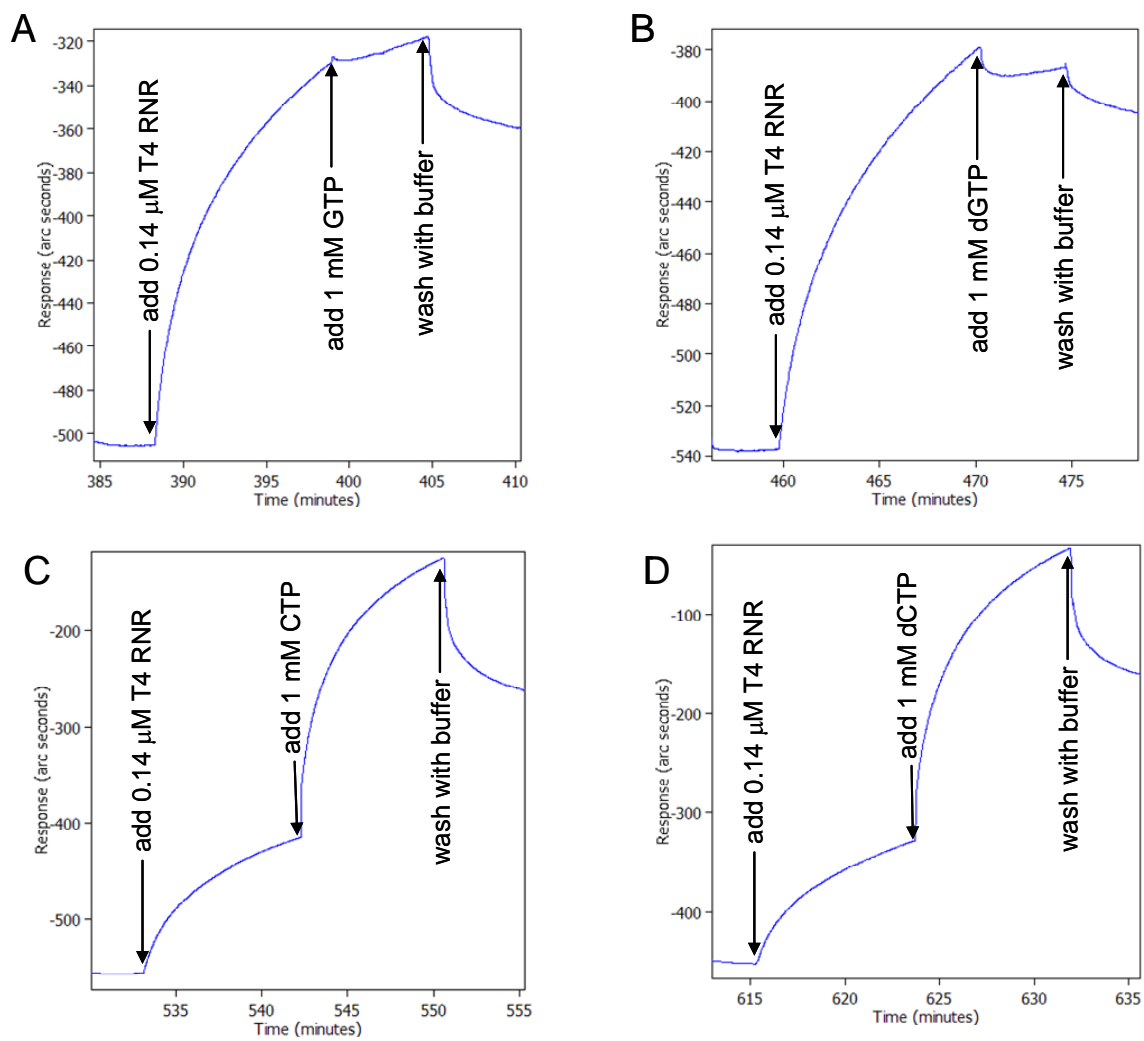 A
Response (arc seconds)
-320
-340
-360
-380
-400
-420
-440
-460
-480
-500
add 0.14 μM T4 RNR
add 1 mM GTP
wash with buffer
385
390
395
400
405
410
Time (minutes)
B
Response (arc seconds)
-380
-400
-420
-440
-460
-480
-500
-520
-540
add 0.14 μM T4 RNR
add 1 mM dGTP
wash with buffer
460
465
470
475
Time (minutes)
C
Response (arc seconds)
-200
-300
-400
-500
add 0.14 μM T4 RNR
add 1 mM CTP
wash with buffer
535
540
545
550
555
Time (minutes)
D
Response (arc seconds)
-100
-200
-300
-400
add 0.14 μM T4 RNR
add 1 mM dCTP
wash with buffer
615
620
625
630
635
Time (minutes)